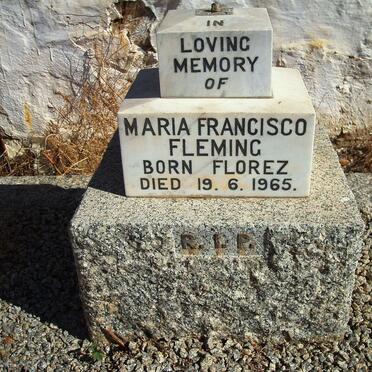 IN
LOVING
MEMORY
OF
MARIA FRANCISCO
FLEMING
BORN FLOREZ
DIED 19.6.1965.
R.I.P.